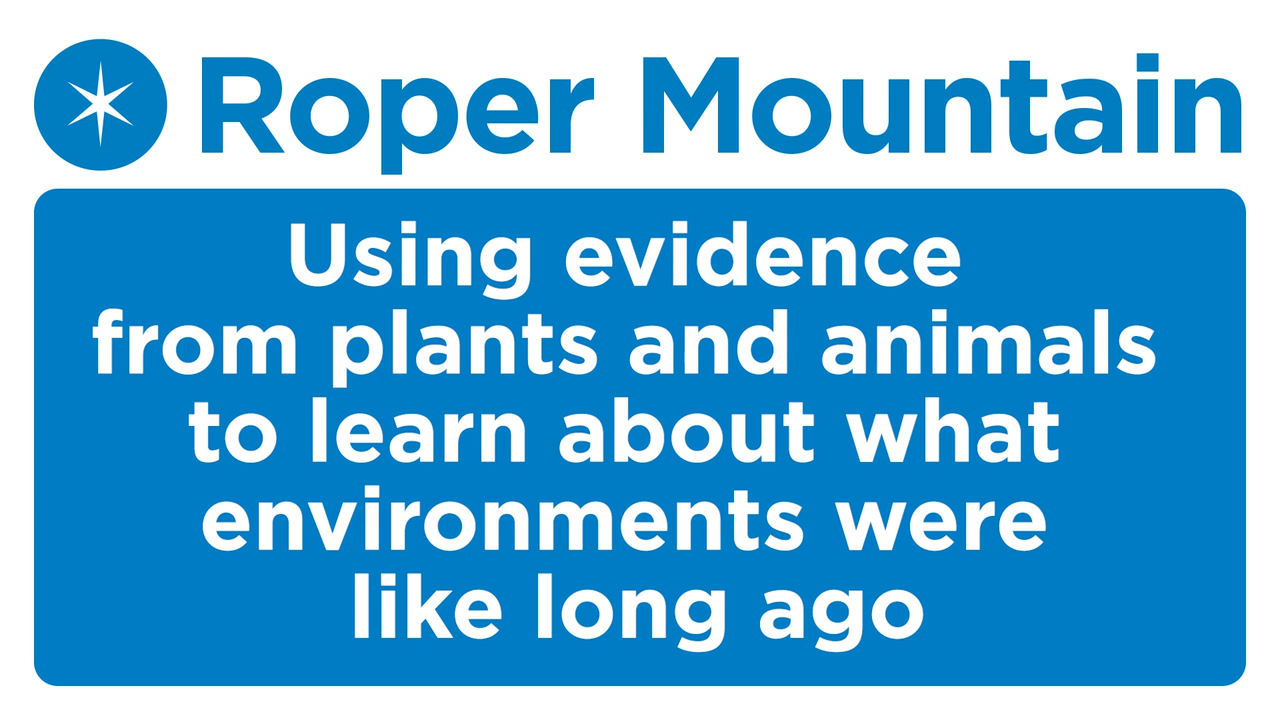 Roper Mountain
Using evidence
from plants and animals
to learn about what
environments were
like long ago